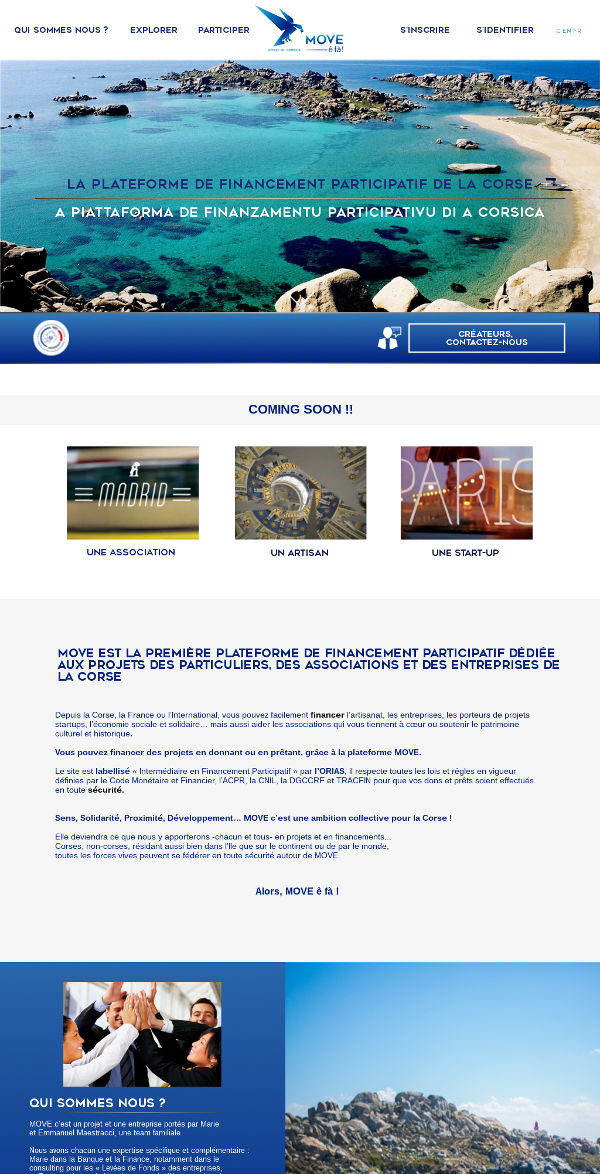 QUI SOMMES NOUS ?
EXPLORER
PARTICIPER
MOVE
è fà!
S'INSCRIRE
S'IDENTIFIER
LA PLATEFORME DE FINANCEMENT PARTICIPATIF DE LA CORSE
A PIATTAFORMA DE FINANZAMENTU PARTICIPATIVU DI A CORSICA
CRÉATEURS,
CONTACTEZ-NOUS
COMING SOON !!
MADRID
PARIS
UNE ASSOCIATION
UN ARTISAN
UNE START-UP
MOVE EST LA PREMIÈRE PLATEFORME DE FINANCEMENT PARTICIPATIF DÉDIÉE
AUX PROJETS DES PARTICULIERS, DES ASSOCIATIONS ET DES ENTREPRISES DE
LA CORSE
Depuis la Corse, la France ou l'International, vous pouvez facilement financer l'artisanat, les entreprises, les porteurs de projets
startups, l'économie sociale et solidaire… mais aussi aider les associations qui vous tiennent à cœur ou soutenir le patrimoine
culturel et historique.
Vous pouvez financer des projets en donnant ou en prêtant, grâce à la plateforme MOVE.
Le site est labellisé « Intermédiaire en Financement Participatif » par l'ORIAS, il respecte toutes les lois et règles en vigueur
définies par le Code Monétaire et Financier, l'ACPR, la CNIL, la DGCCRF et TRACFIN pour que vos dons et prêts soient effectués
en toute sécurité.
Sens, Solidarité, Proximité, Développement… MOVE c'est une ambition collective pour la Corse !
Elle deviendra ce que nous y apporterons -chacun et tous- en projets et en financements...
Corses, non-corses, résidant aussi bien dans l'Ile que sur le continent ou de par le monde,
toutes les forces vives peuvent se fédérer en toute sécurité autour de MOVE.
Alors, MOVE è fà !
QUI SOMMES NOUS ?
MOVE c'est un projet et une entreprise portés par Marie
et Emmanuel Maestracci, une team familiale.
Nous avons chacun une expertise spécifique et complémentaire :
Marie dans la Banque et la Finance, notamment dans le
consulting pour les « Levées de Fonds » des entreprises,